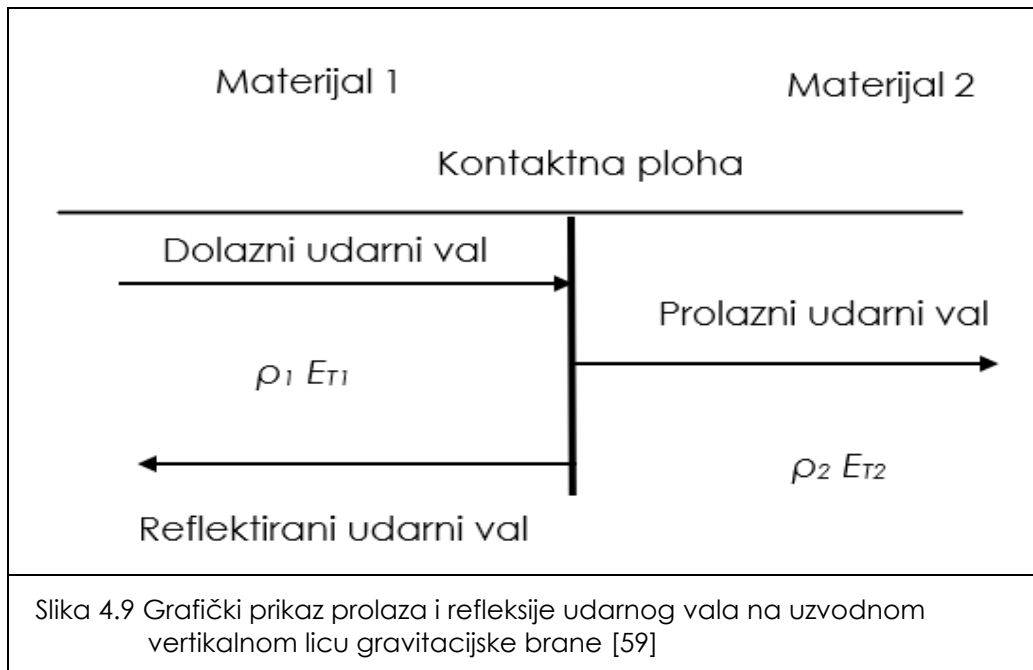 Materijal 1
Materijal 2
Kontaktna ploha
Dolazni udarni val
Prolazni udarni val
ρ1 ET1
ρ2 ET2
Reflektirani udarni val
Slika 4.9 Grafički prikaz prolaza i refleksije udarnog vala na uzvodnom
vertikalnom licu gravitacijske brane [59]